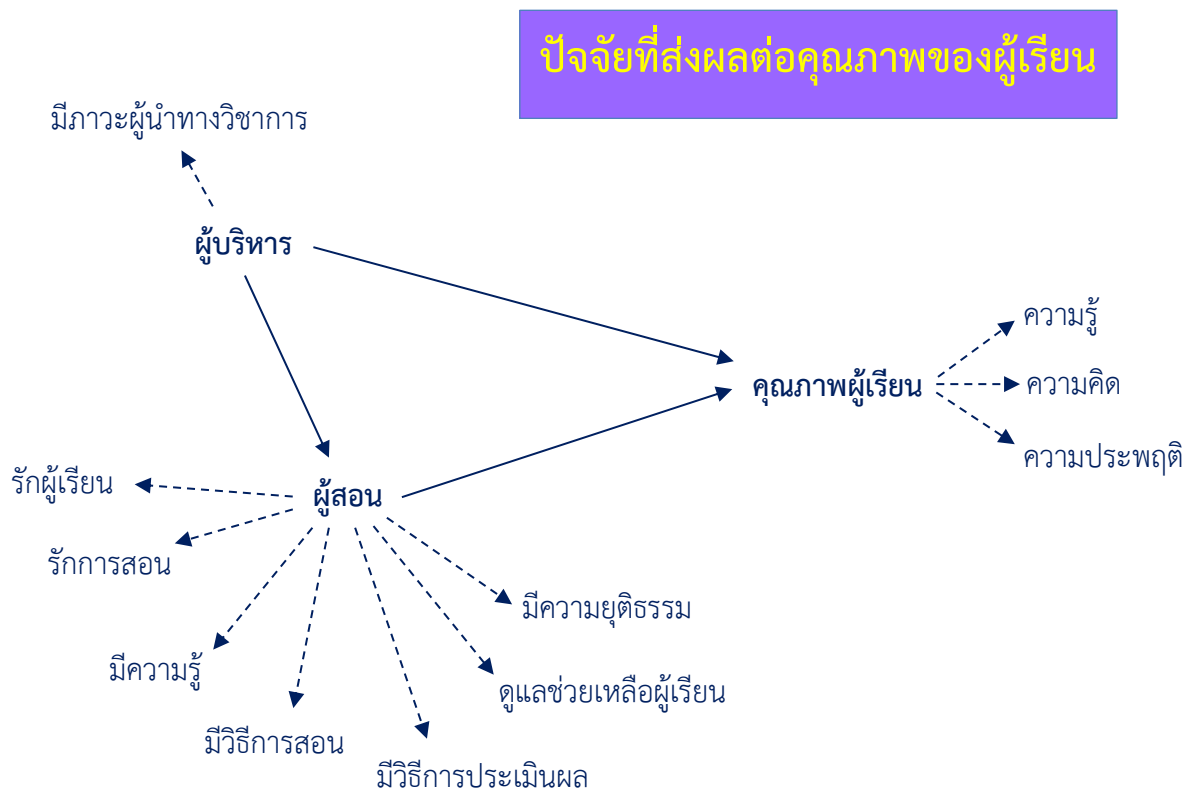 ปัจจัยที่ส่งผลต่อคุณภาพของผู้เรียน
มีภาวะผู้นำทางวิชาการ
ผู้บริหาร
ความรู้
คุณภาพผู้เรียน
ความคิด
ความประพฤติ
รักผู้เรียน
ผู้สอน
รักการสอน
มีความยุติธรรม
มีความรู้
ดูแลช่วยเหลือผู้เรียน
มีวิธีการสอน
มีวิธีการประเมินผล